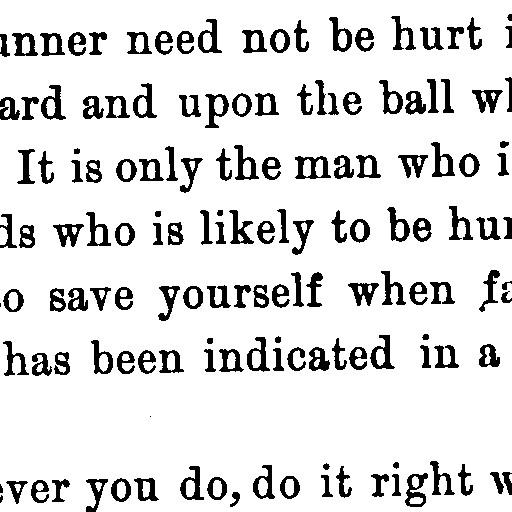 unner need not be hurt i
ard and upon the ball wh
It is only the man who i
ds who is likely to be hur
o save yourself when fa
has been indicated in a
ever you do, do it right w